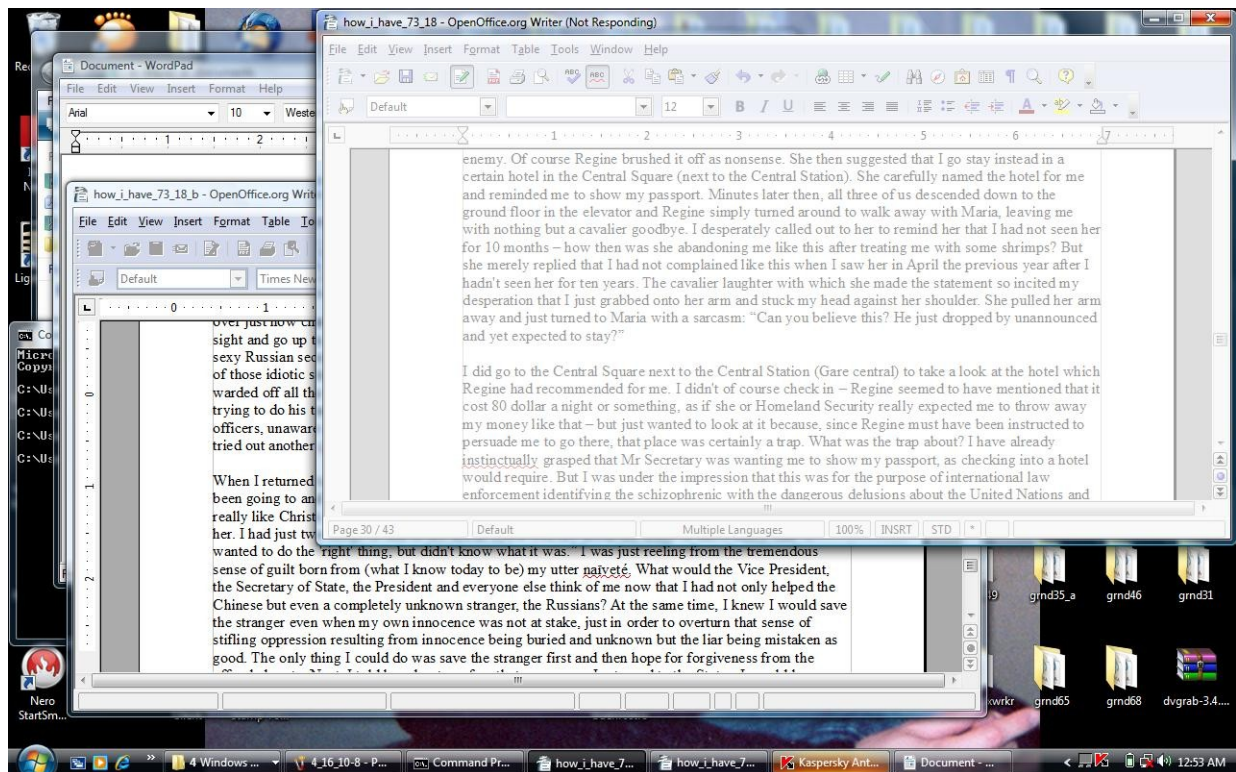 how_i_have_73_18 - OpenOffice.org Writer (Not Responding)
File Edit View Insert Format Table Tools Window Help
Default 12 B I U
1 2 3 4 5 6 7
enemy. Of course Regine brushed it off as nonsense. She then suggested that I go stay instead in a
certain hotel in the Central Square (next to the Central Station). She carefully named the hotel for me
and reminded me to show my passport. Minutes later then, all three of us descended down to the
ground floor in the elevator and Regine simply turned around to walk away with Maria, leaving me
with nothing but a cavalier goodbye. I desperately called out to her to remind her that I had not seen her
for 10 months – how then was she abandoning me like this after treating me with some shrimps? But
she merely replied that I had not complained like this when I saw her in April the previous year after I
hadn't seen her for ten years. The cavalier laughter with which she made the statement so incited my
desperation that I just grabbed onto her arm and stuck my head against her shoulder. She pulled her arm
away and just turned to Maria with a sarcasm: “Can you believe this? He just dropped by unannounced
and yet expected to stay?”
I did go to the Central Square next to the Central Station (Gare central) to take a look at the hotel which
Regine had recommended for me. I didn't of course check in – Regine seemed to have mentioned that it
cost 80 dollar a night or something, as if she or Homeland Security really expected me to throw away
my money like that – but just wanted to look at it because, since Regine must have been instructed to
persuade me to go there, that place was certainly a trap. What was the trap about? I have already
instinctually grasped that Mr Secretary was wanting me to show my passport, as checking into a hotel
would require. But I was under the impression that this was for the purpose of international law
enforcement identifying the schizophrenic with the dangerous delusions about the United Nations and
Page 30 / 43 Default Multiple Languages 100% INSRT STD *
Document - WordPad
File Edit View Insert Format Help
Arial 10 Weste
1 2
how_i_have_73_18_b - OpenOffice.org Write
File Edit View Insert Format Table To
Default Times New
0 1
over just how
sight and go up t
sexy Russian sec
of those idiotic s
warded off all th
trying to do his t
officers, unaware
tried out another
When I returned
been going to an
really like Christ
her. I had just tw
wanted to do the 'right' thing, but didn't know what it was.” I was just reeling from the tremendous
sense of guilt born from (what I know today to be) my utter naïveté. What would the Vice President,
the Secretary of State, the President and everyone else think of me now that I had not only helped the
Chinese but even a completely unknown stranger, the Russians? At the same time, I knew I would save
the stranger even when my own innocence was not at stake, just in order to overturn that sense of
stifling oppression resulting from innocence being buried and unknown but the liar being mistaken as
good. The only thing I could do was save the stranger first and then hope for forgiveness from the
Rec
Lig
Co
Micro
Copyr
C:\Us
C:\Us
C:\Us
C:\Us
Nero
StartSm...
grnd35_a grnd46 grnd31
grnd65 grnd68 dvgrab-3.4....
4 Windows ... 4_16_10-8 - P... Command Pr... how_i_have_7... how_i_have_7... Kaspersky Ant... Document - ... 12:53 AM